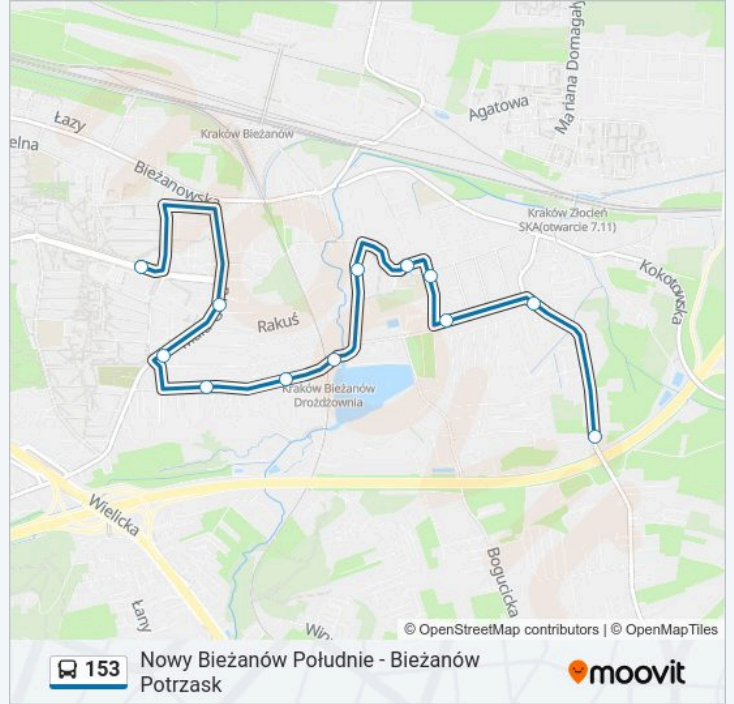 Mariana Domagały
Agatowa
Łazy
Kraków Bieżanów
elna
Bieżanowska
Kraków Złocień
SKA(otwarcie 7.11)
Kokotowska
Rakuś
Kraków Bieżanów
Drożdżownia
Wielicka
Bogucicka
Łany
© OpenStreetMap contributors | © OpenMapTiles
153
Nowy Bieżanów Południe - Bieżanów
Potrzask
moovit